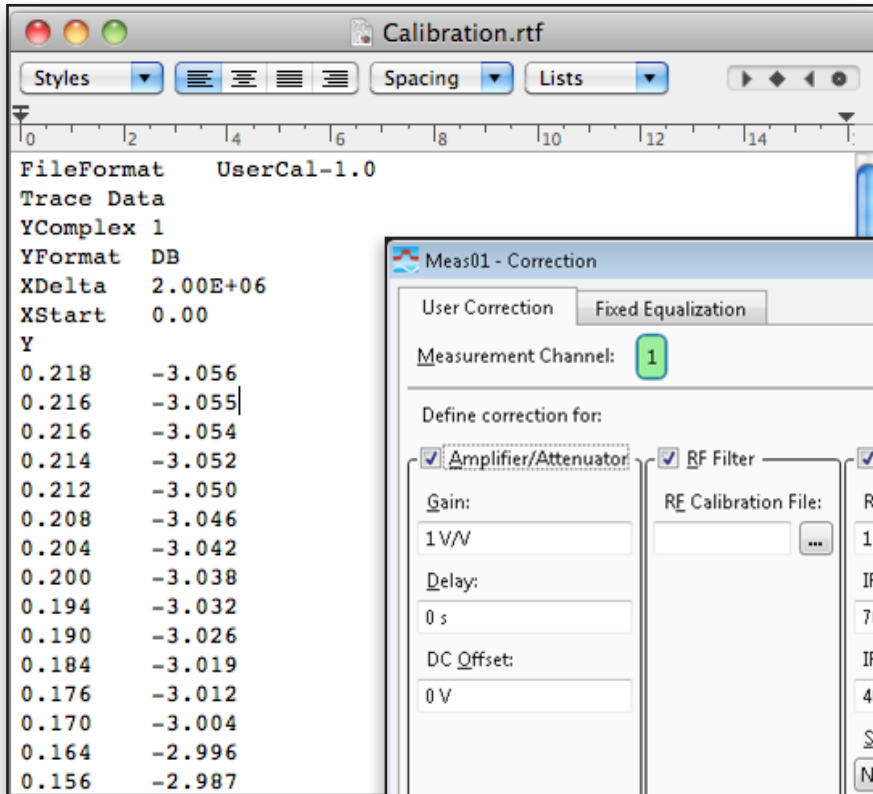 Calibration.rtf
Styles Spacing Lists
0 2 4 6 8 10 12 14
FileFormat UserCal-1.0
Trace Data
YComplex 1
YFormat DB
XDelta 2.00E+06
XStart 0.00
Y
0.218 -3.056
0.216 -3.055
0.216 -3.054
0.214 -3.052
0.212 -3.050
0.208 -3.046
0.204 -3.042
0.200 -3.038
0.194 -3.032
0.190 -3.026
0.184 -3.019
0.176 -3.012
0.170 -3.004
0.164 -2.996
0.156 -2.987
Meas01 - Correction
User Correction Fixed Equalization
Measurement Channel: 1
Define correction for:
Amplifier/Attenuator RF Filter
Gain: RF Calibration File:
1 V/V ...
Delay:
0 s
DC Offset:
0 V